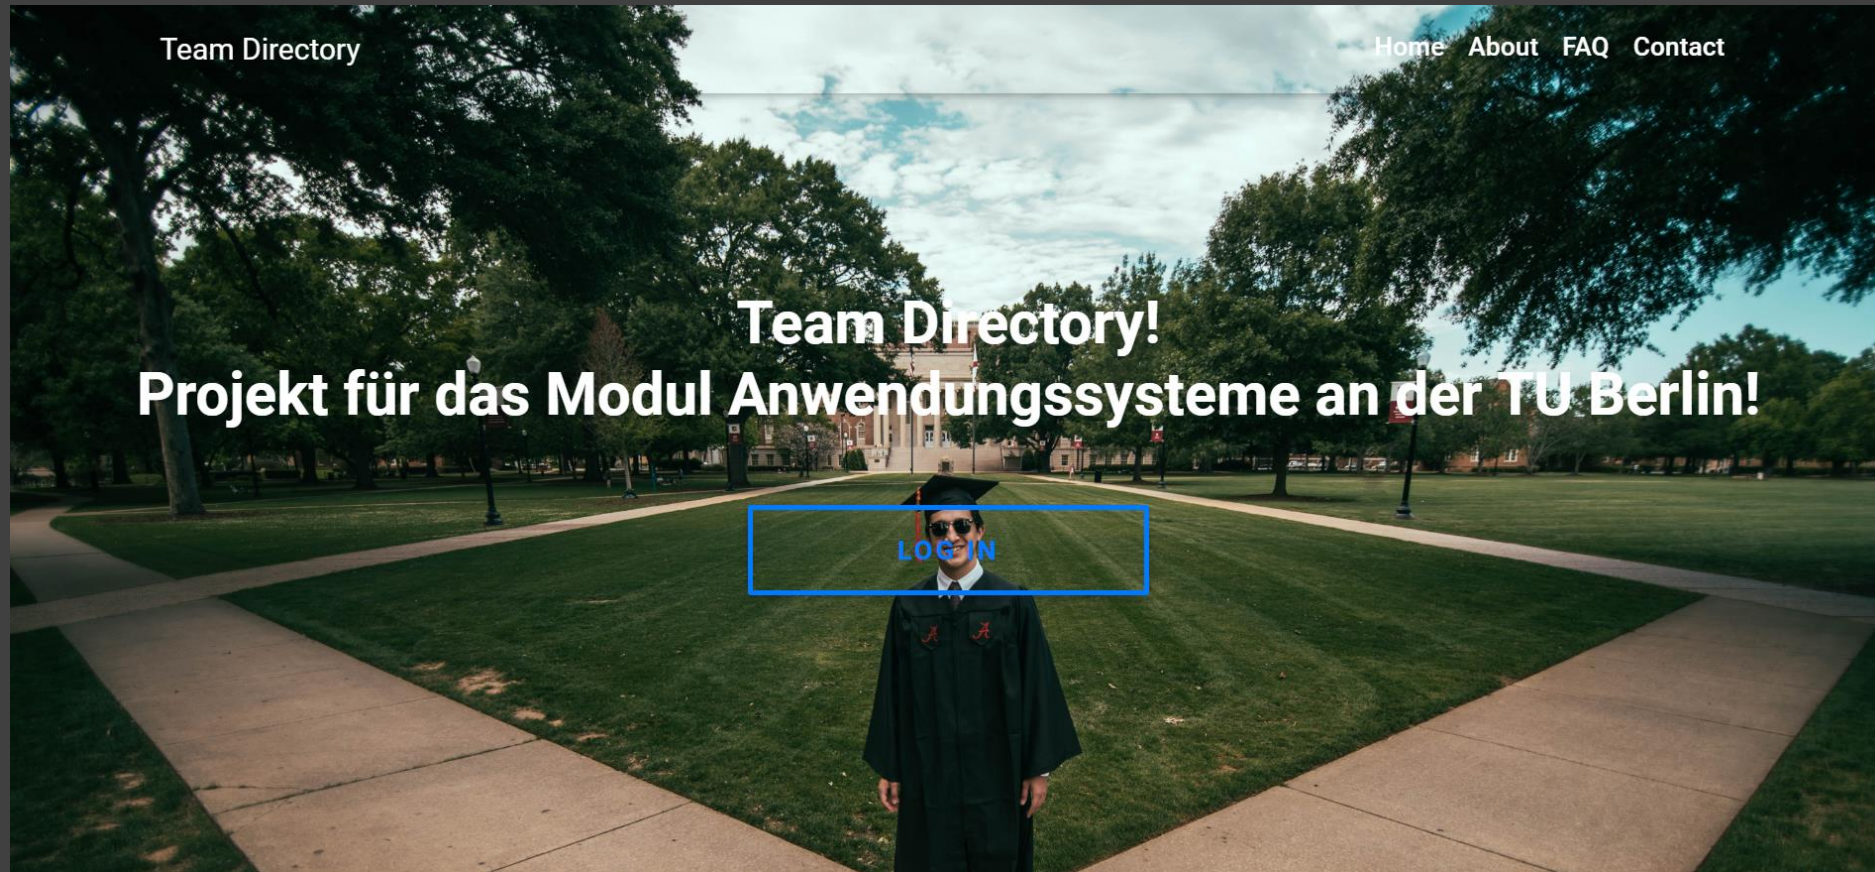 Team Directory
Home About FAQ Contact
Team Directory!
Projekt für das Modul Anwendungssysteme an der TU Berlin!
LOG IN
A A